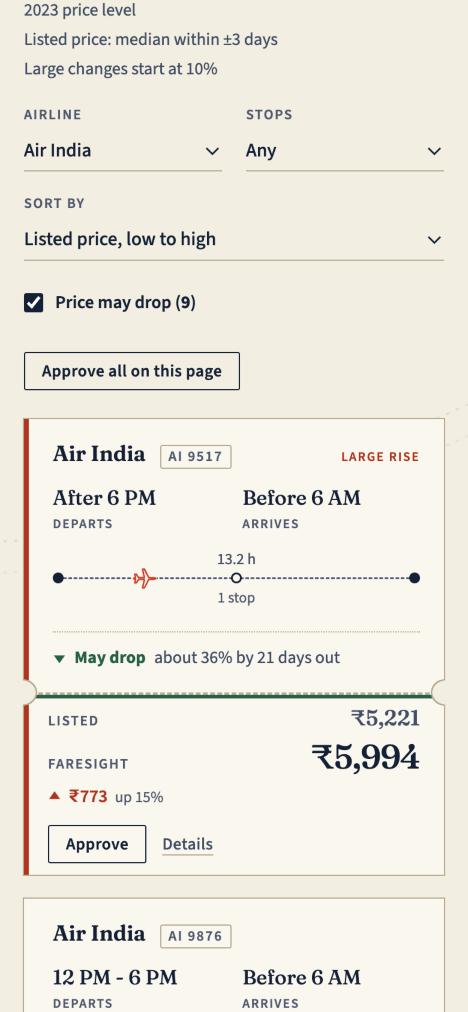 2023 price level
Listed price: median within ±3 days
Large changes start at 10%
AIRLINE STOPS
Air India Any
SORT BY
Listed price, low to high
Price may drop (9)
Approve all on this page
Air India AI 9517 LARGE RISE
After 6 PM Before 6 AM
DEPARTS ARRIVES
13.2 h
1 stop
May drop about 36% by 21 days out
LISTED ₹5,221
FARESIGHT ₹5,994
₹773 up 15%
Approve Details
Air India AI 9876
12 PM - 6 PM Before 6 AM
DEPARTS ARRIVES